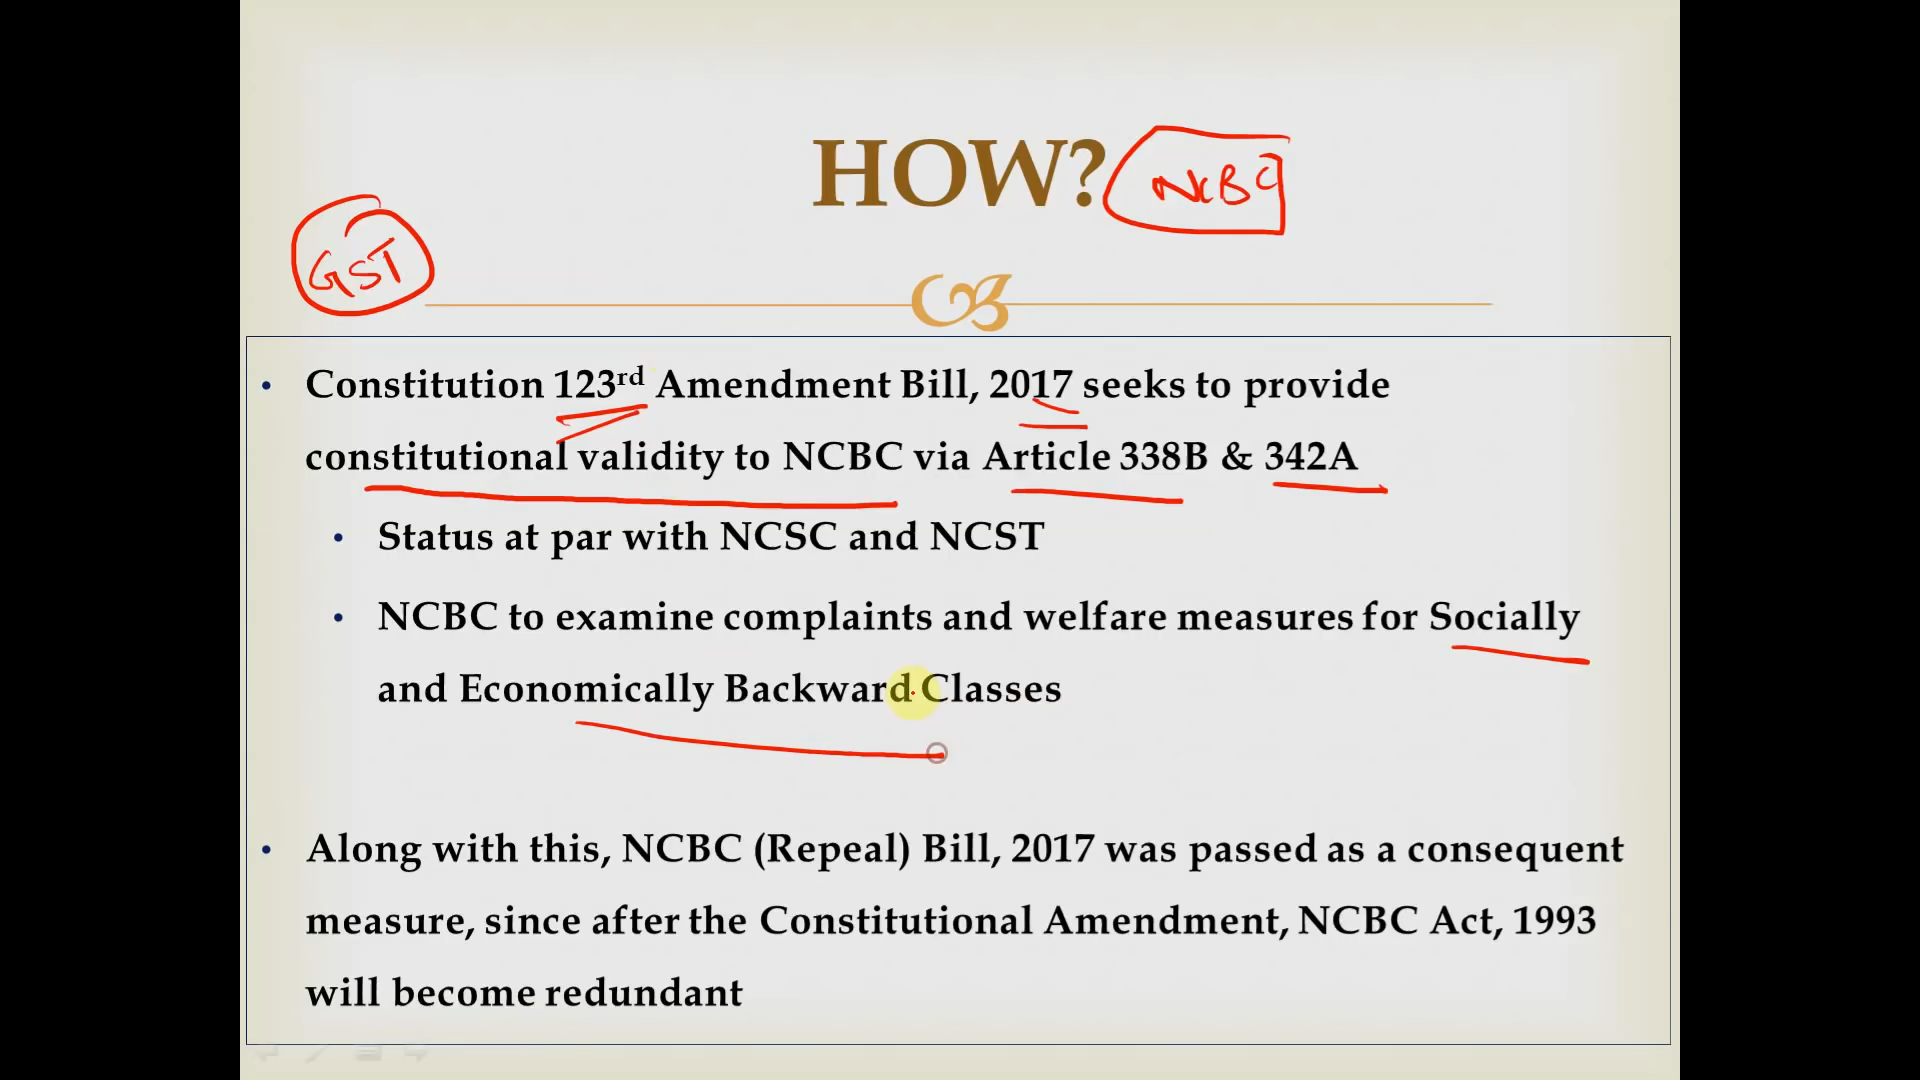 HOW?
NCBC
GST
• Constitution 123rd Amendment Bill, 2017 seeks to provide
constitutional validity to NCBC via Article 338B & 342A
• Status at par with NCSC and NCST
• NCBC to examine complaints and welfare measures for Socially
and Economically Backward Classes
• Along with this, NCBC (Repeal) Bill, 2017 was passed as a consequent
measure, since after the Constitutional Amendment, NCBC Act, 1993
will become redundant